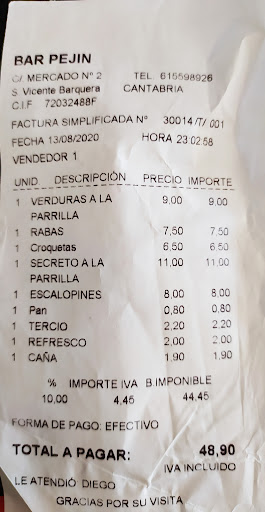 BAR PEJIN
C/ MERCADO Nº 2 TEL 615598926
S. Vicente Barquera CANTABRIA
C.I.F 72032488F
FACTURA SIMPLIFICADA Nº 30014/T/ 001
FECHA 13/08/2020 HORA 23:02:58
VENDEDOR 1
UNID. DESCRIPCIÓN PRECIO IMPORTE
1 VERDURAS A LA PARRILLA 9,00 9,00
1 RABAS 7,50 7,50
1 Croquetas 6,50 6,50
1 SECRETO A LA PARRILLA 11,00 11,00
1 ESCALOPINES 8,00 8,00
1 Pan 0,80 0,80
1 TERCIO 2,20 2,20
1 REFRESCO 2,00 2,00
1 CAÑA 1,90 1,90
% IMPORTE IVA B.IMPONIBLE
10,00 4,45 44,45
FORMA DE PAGO: EFECTIVO
TOTAL A PAGAR: 48,90
IVA INCLUIDO
LE ATENDIÓ DIEGO
GRACIAS POR SU VISITA